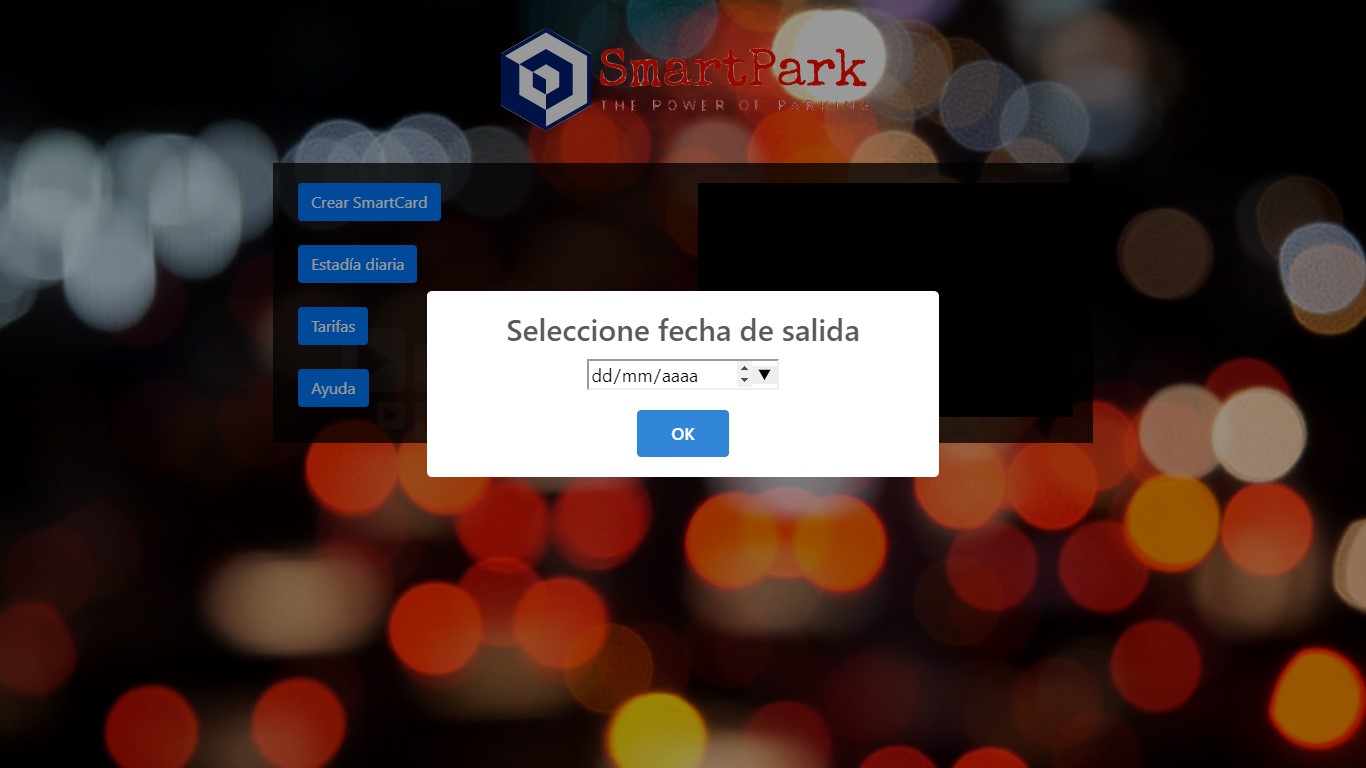 SmartPark
THE POWER OF PARKING
Crear SmartCard
Estadía diaria
Tarifas
Ayuda
Seleccione fecha de salida
dd/mm/aaaa
OK